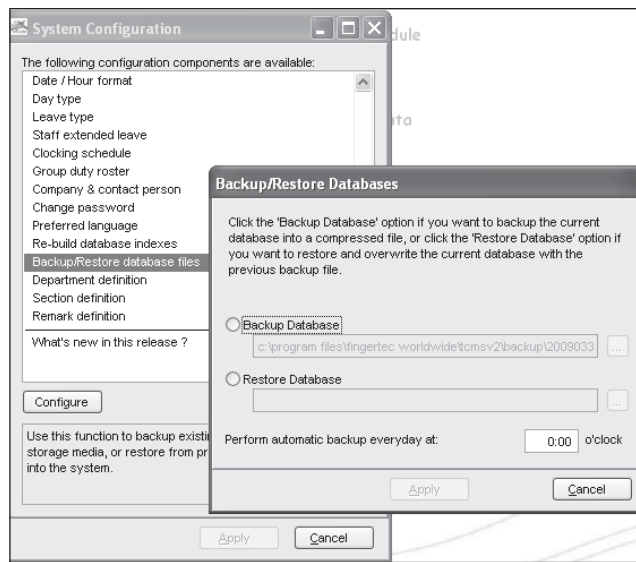 System Configuration
dule
The following configuration components are available:
Date / Hour format
Day type
Leave type
Staff extended leave
Clocking schedule
Group duty roster
Company & contact person
Change password
Preferred language
Re-build database indexes
Backup/Restore database files
Department definition
Section definition
Remark definition
What's new in this release ?
Configure
Use this function to backup existi
storage media, or restore from pr
into the system.
Apply
Cancel
ata
Backup/Restore Databases
Click the 'Backup Database' option if you want to backup the current
database into a compressed file, or click the 'Restore Database' option if
you want to restore and overwrite the current database with the
previous backup file.
Backup Database
c:\program files\fingertec worldwide\tcmsv2\backup\2009033
...
Restore Database
...
Perform automatic backup everyday at:
0:00 o'clock
Apply
Cancel